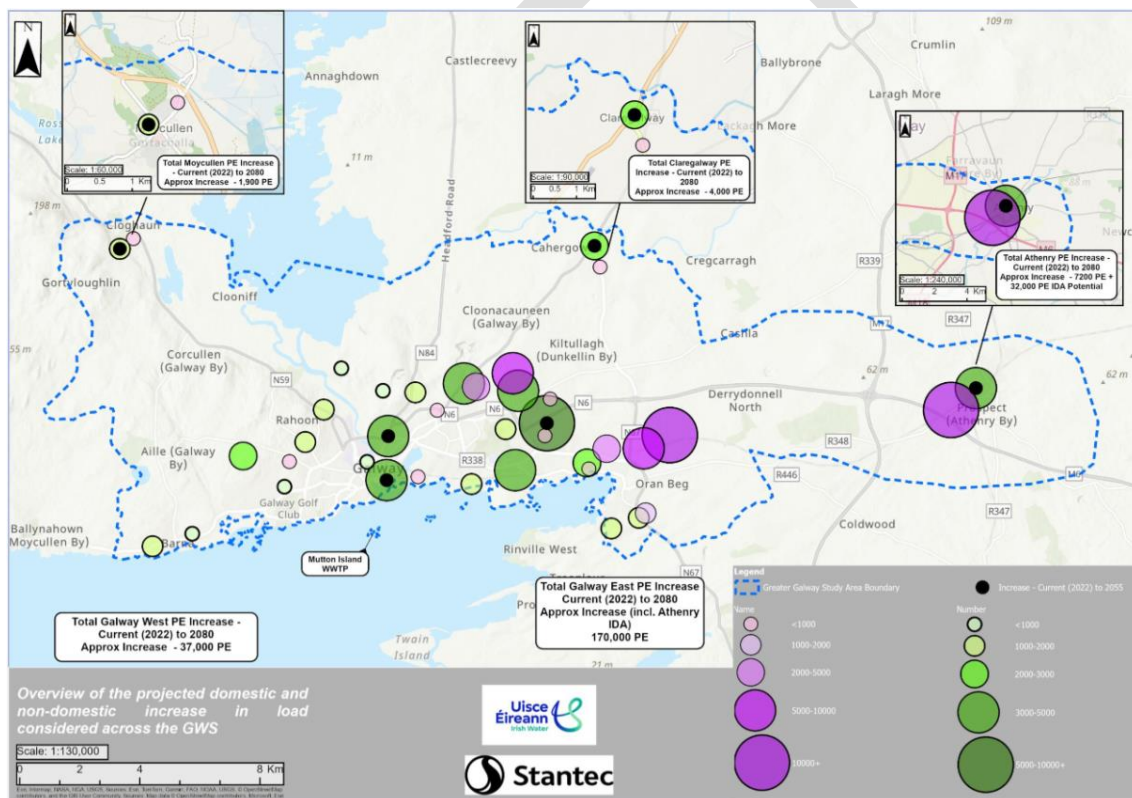 Castlecreevy
Crumlin
109 m
N
Annaghdown
Ballybrone
Laragh More
Total Moycullen PE Increase
- Current (2022) to 2080
Approx Increase - 1,900 PE
Scale: 1:60,000
0 0.5 1 Km
Total Claregalway PE
Increase - Current (2022) to
2080
Approx Increase - 4,000 PE
Scale: 1:90,000
0 0.5 1 Km
11 m
M17
M6
Total Athenry PE Increase -
Current (2022) to 2080
Approx Increase - 7200 PE +
32,000 PE IDA Potential
Scale: 1:240,000
0 2 4 Km
198 m
Cloghaun
Headford Road
Cregcarragh
R339
Gortyloughlin
Clooniff
Cloonacauneen
(Galway By)
Cashla
M17
R347
55 m
Corcullen
(Galway By)
N84
Kiltullagh
(Dunkellin By)
62 m
62 m
N59
N6
N6
N6
Derrydonnell
North
Prospect
(Athenry By)
Rahoon
Aille (Galway
By)
Galway
R338
R348
R446
Oran Beg
Galway Golf
Club
R347
Coldwood
Ballynahown
Moycullen By)
Rinville West
Mutton Island
WWTP
N67
Total Galway East PE Increase
Current (2022) to 2080
Approx Increase (incl. Athenry
IDA)
170,000 PE
Total Galway West PE Increase -
Current (2022) to 2080
Approx Increase - 37,000 PE
Twain
Island
21 m
Legend
Greater Galway Study Area Boundary
Increase - Current (2022) to 2055
Name
Number
<1000
<1000
1000-2000
1000-2000
2000-5000
2000-3000
5000-10000
3000-5000
10000+
5000-10000+
Overview of the projected domestic and
non-domestic increase in load
considered across the GWS
Scale: 1:130,000
0 2 4 8 Km
Uisce
Éireann
Irish Water
Stantec